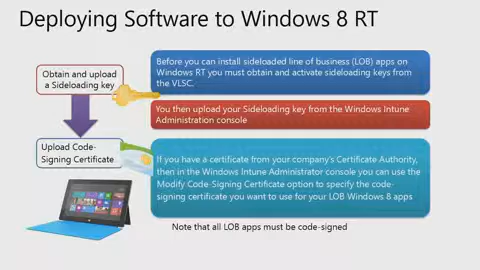 Deploying Software to Windows 8 RT
Obtain and upload
a Sideloading key
Before you can install sideloaded line of business (LOB) apps on
Windows RT you must obtain and activate sideloading keys from
the VLSC.
You then upload your Sideloading key from the Windows Intune
Administration console
Upload Code-
Signing Certificate
If you have a certificate from your company's Certificate Authority,
then in the Windows Intune Administrator console you can use the
Modify Code-Signing Certificate option to specify the code-
signing certificate you want to use for your LOB Windows 8 apps
Note that all LOB apps must be code-signed